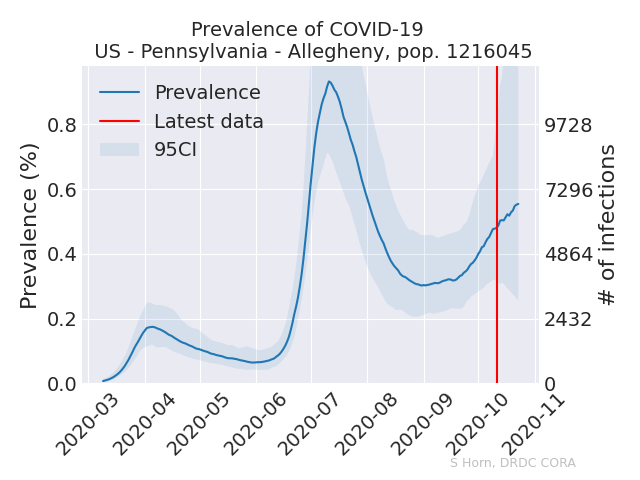 Prevalence of COVID-19
US - Pennsylvania - Allegheny, pop. 1216045
Prevalence
Latest data
95CI
Prevalence (%)
0.8
0.6
0.4
0.2
0.0
9728
7296
4864
2432
0
# of infections
2020-03
2020-04
2020-05
2020-06
2020-07
2020-08
2020-09
2020-10
2020-11
S Horn, DRDC CORA